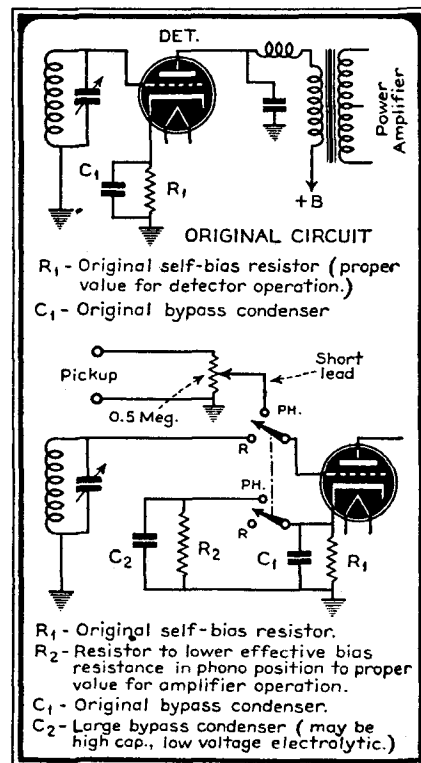 DET.
C₁
R₁
+B
Power
Amplifier
ORIGINAL CIRCUIT
R₁ - Original self-bias resistor (proper
value for detector operation.)
C₁ - Original bypass condenser
Pickup
0.5 Meg.
Short
lead
PH.
R
PH.
R
C₂
R₂
C₁
R₁
R₁ - Original self-bias resistor.
R₂ - Resistor to lower effective bias
resistance in phono position to proper
value for amplifier operation.
C₁ - Original bypass condenser.
C₂ - Large bypass condenser (may be
high cap., low voltage electrolytic.)